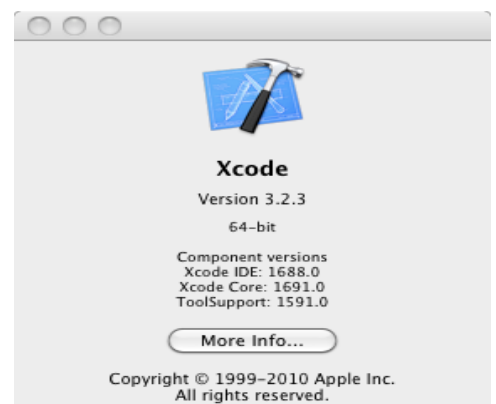 Xcode
Version 3.2.3
64-bit
Component versions
Xcode IDE: 1688.0
Xcode Core: 1691.0
ToolSupport: 1591.0
More Info...
Copyright © 1999-2010 Apple Inc.
All rights reserved.